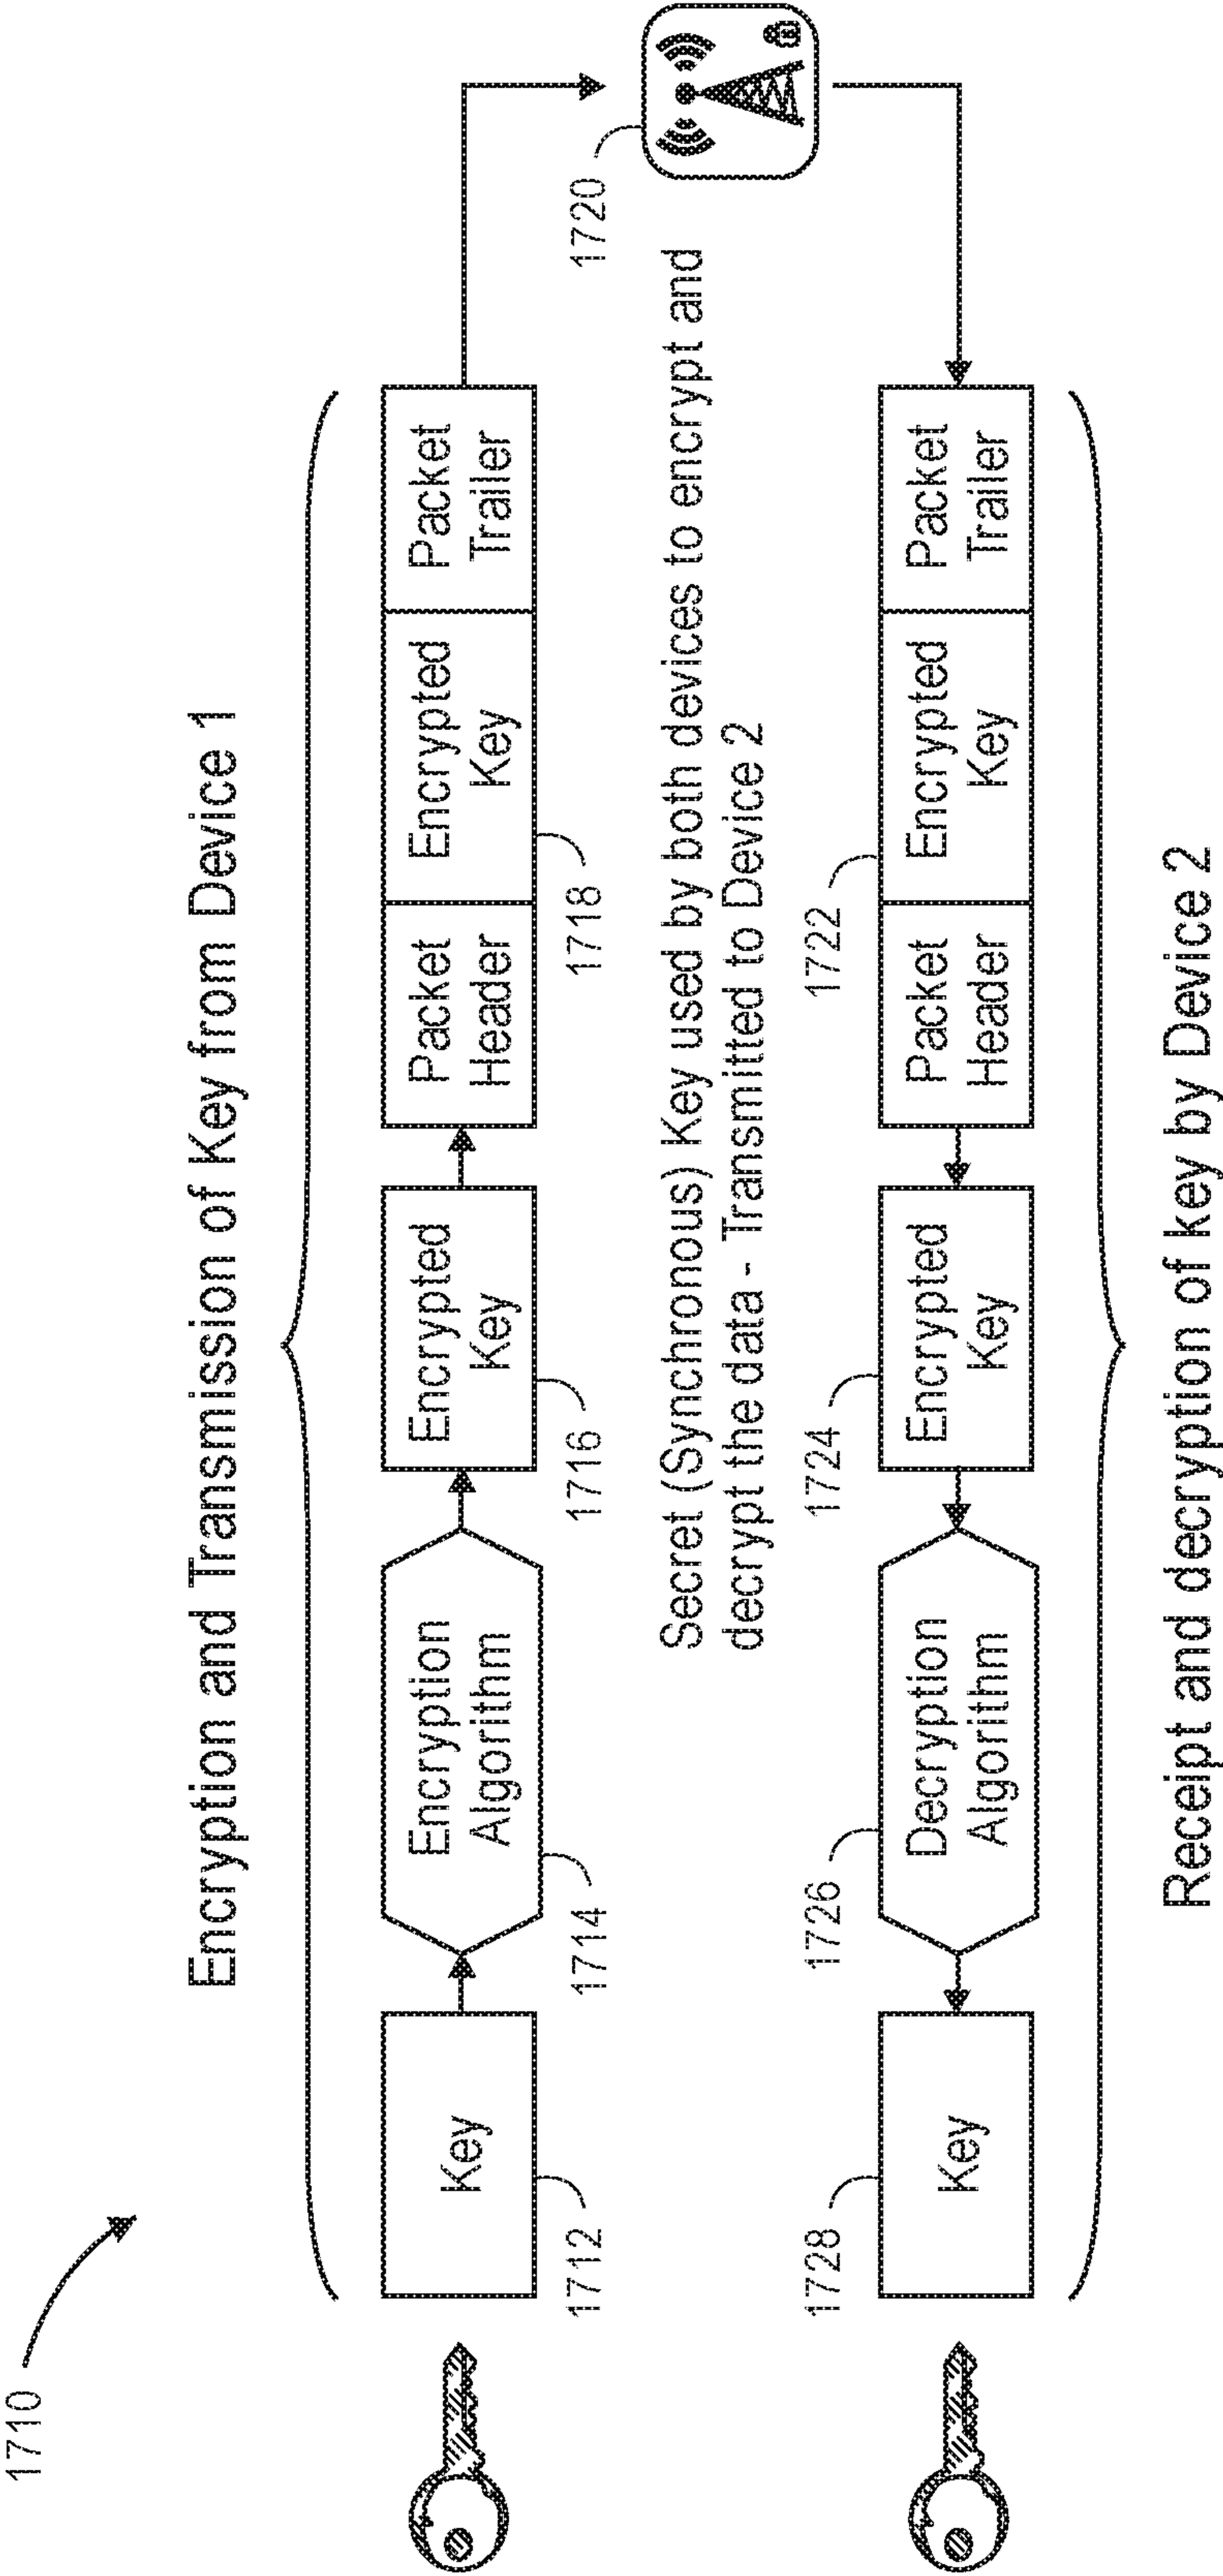 1710
Encryption and Transmission of Key from Device 1
Key
Encryption
Algorithm
Encrypted
Key
Packet
Header
Encrypted
Key
Packet
Trailer
1712
1714
1716
1718
1720
Secret (Synchronous) Key used by both devices to encrypt and
decrypt the data - Transmitted to Device 2
1728
1726
1724
1722
Key
Decryption
Algorithm
Encrypted
Key
Packet
Header
Encrypted
Key
Packet
Trailer
Receipt and decryption of key by Device 2